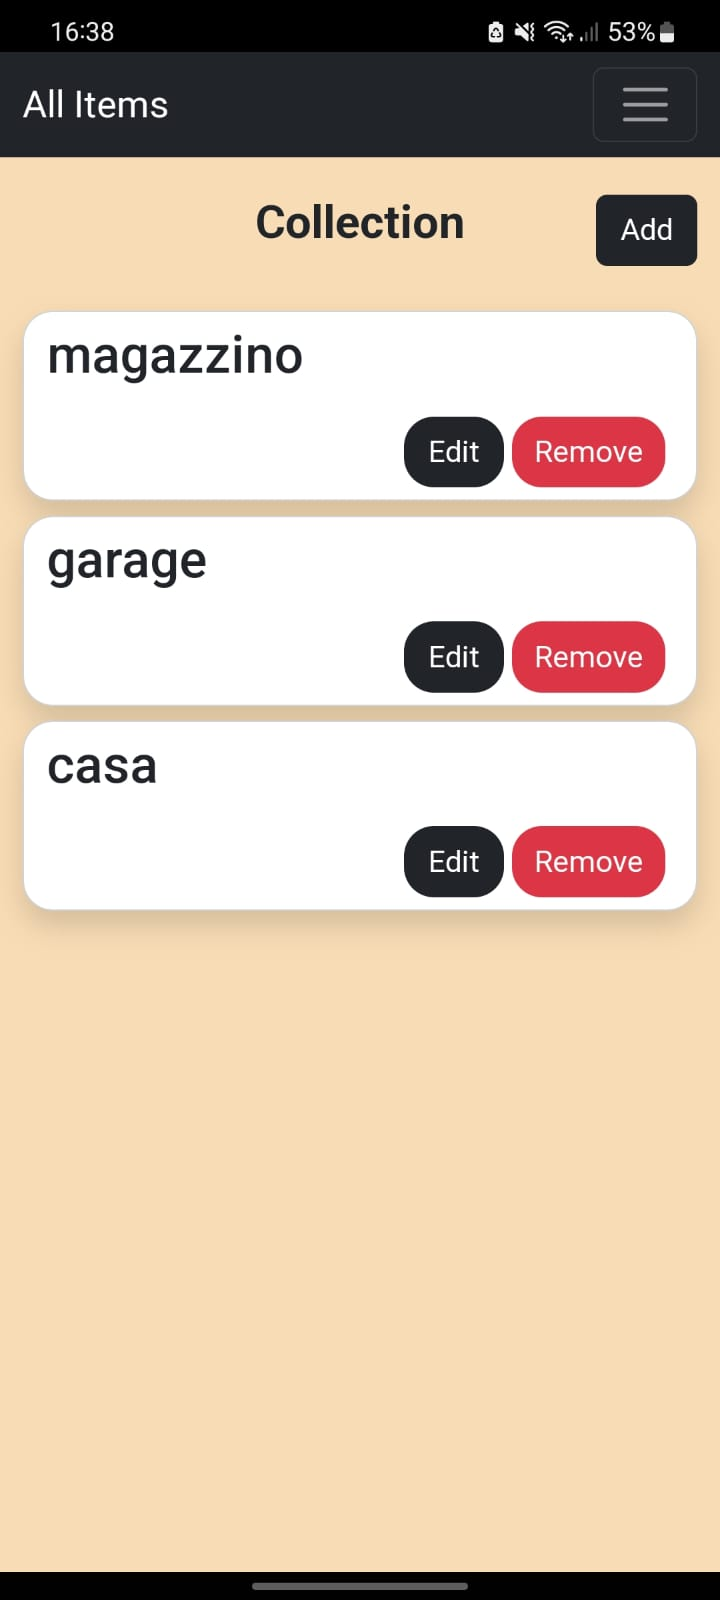 16:38 53%
All Items
Collection Add
magazzino
Edit Remove
garage
Edit Remove
casa
Edit Remove